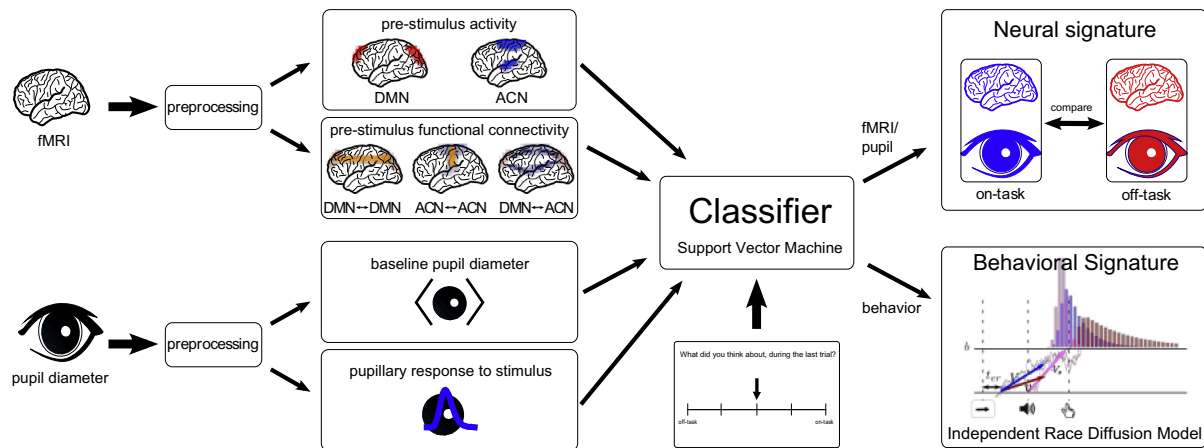 fMRI
preprocessing
pre-stimulus activity
DMN
ACN
pre-stimulus functional connectivity
DMN↔DMN
ACN↔ACN
DMN↔ACN
pupil diameter
preprocessing
baseline pupil diameter
pupillary response to stimulus
Classifier
Support Vector Machine
What did you think about, during the last trial?
off-task
on-task
fMRI/
pupil
behavior
Neural signature
compare
on-task
off-task
Behavioral Signature
b
Independent Race Diffusion Model